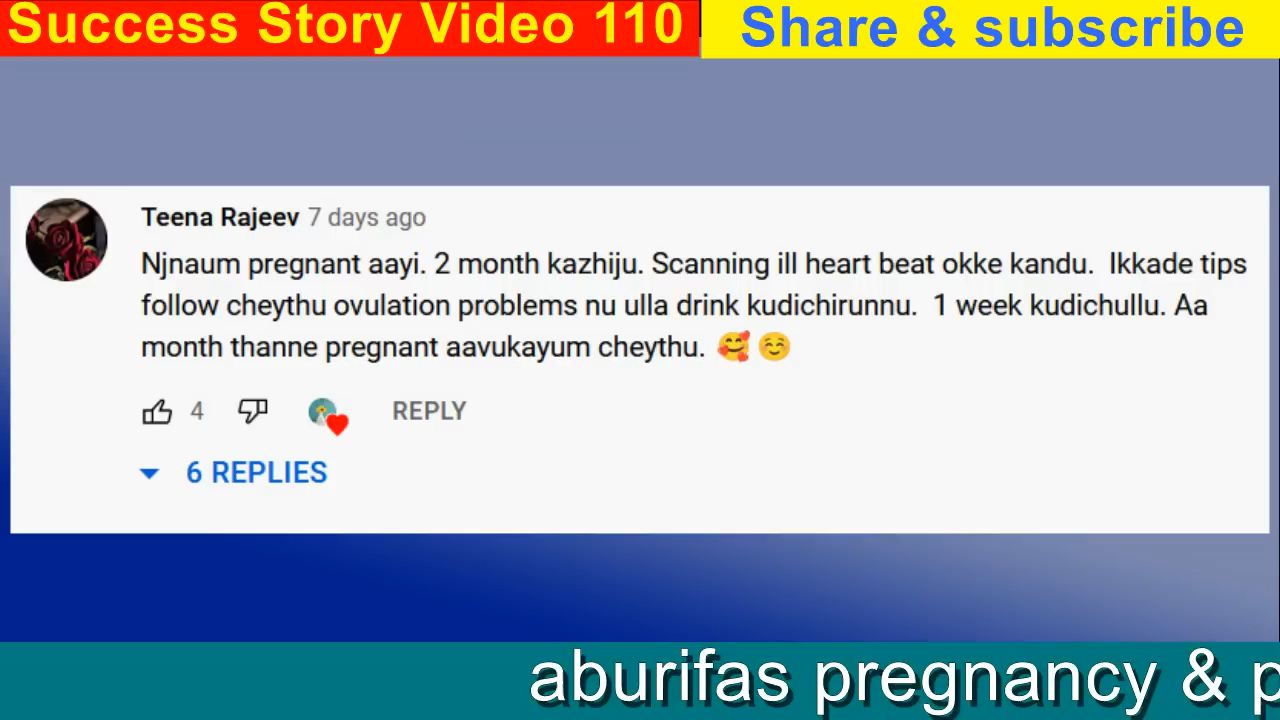 Success Story Video 110
Share & subscribe
Teena Rajeev 7 days ago
Njnaum pregnant aayi. 2 month kazhiju. Scanning ill heart beat okke kandu. Ikkade tips
follow cheythu ovulation problems nu ulla drink kudichirunnu. 1 week kudichullu. Aa
month thanne pregnant aavukayum cheythu. 🥰 ☺️
4
REPLY
6 REPLIES
aburifas pregnancy & p